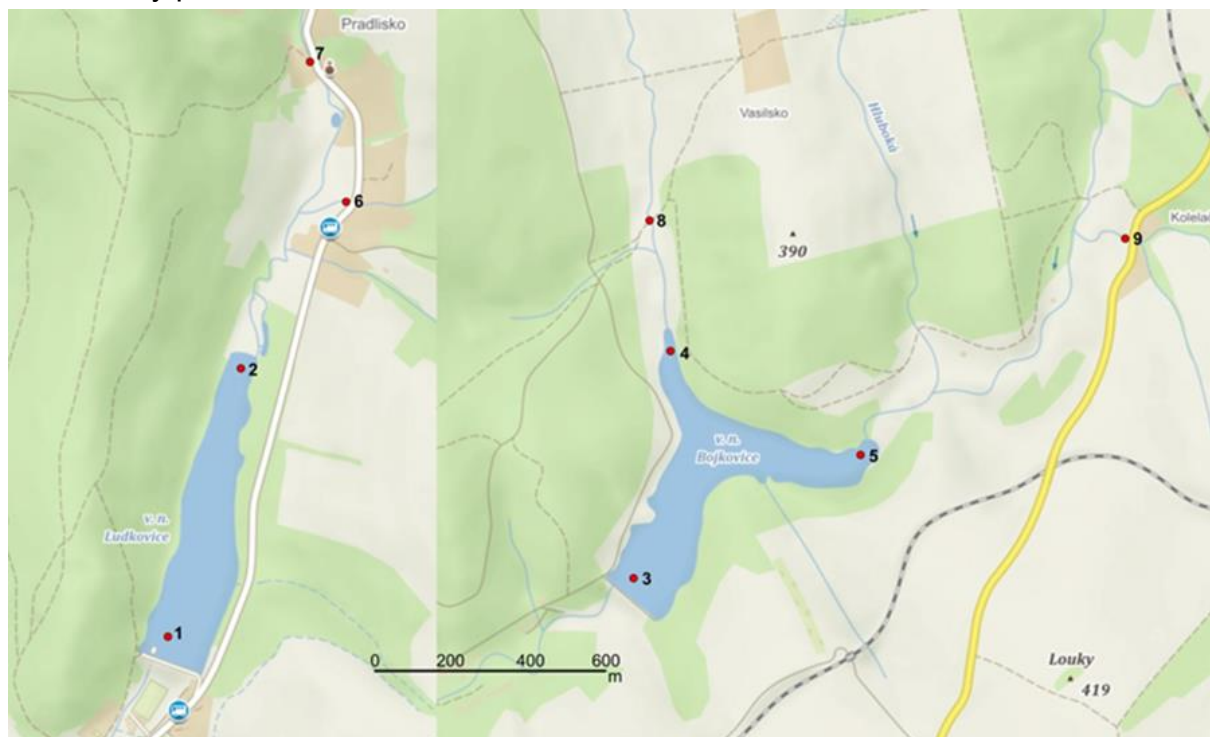 Pradlisko
7
6
2
v. n.
Ludkovice
1
Vasilsko
Hluboká
8
390
4
v. n.
Bojkovice
5
3
9
Louky
419
0 200 400 600
m